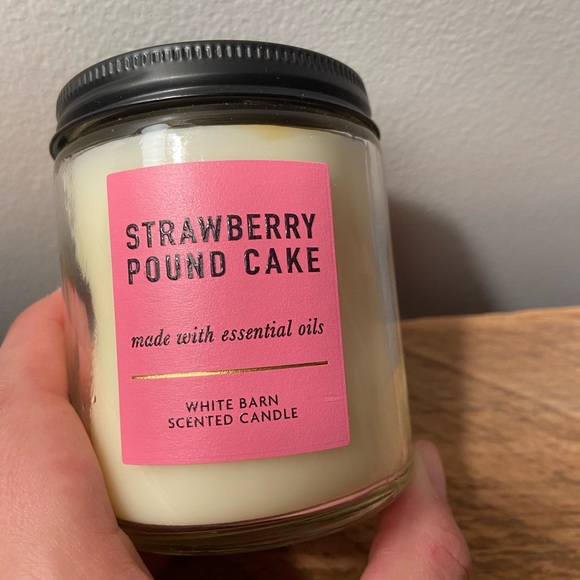 STRAWBERRY
POUND CAKE
made with essential oils
WHITE BARN
SCENTED CANDLE